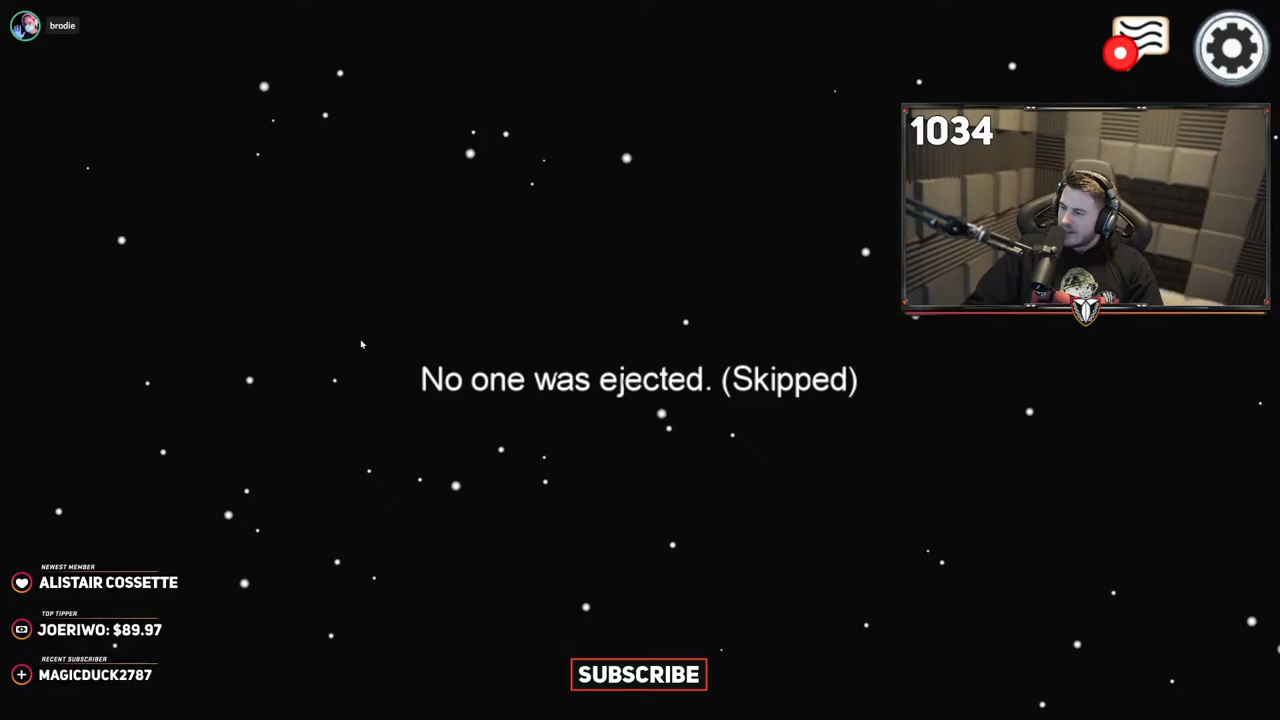 brodie
1034
No one was ejected. (Skipped)
NEWEST MEMBER
ALISTAIR COSSETTE
TOP TIPPER
JOERIWO: $89.97
RECENT SUBSCRIBER
MAGICDUCK2787
SUBSCRIBE